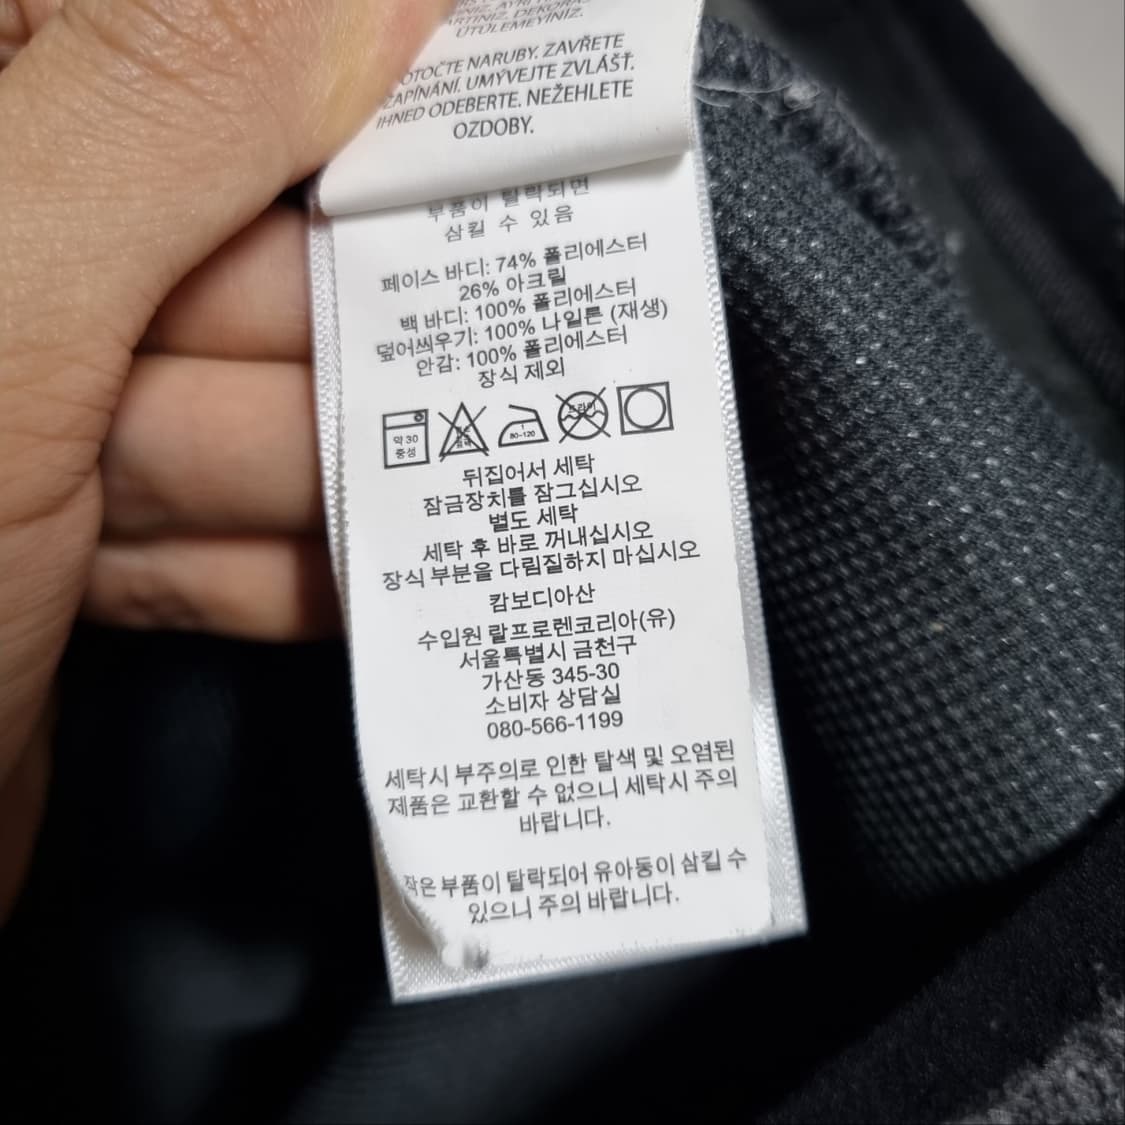 ÜTÜLEMEYİNİZ.
OTOČTE NARUBY. ZAVŘETE
ZAPÍNÁNÍ. UMÝVEJTE ZVLÁŠŤ.
IHNED ODEBERTE. NEŽEHLETE
OZDOBY.
부품이 탈락되면
삼킬 수 있음
페이스 바디: 74% 폴리에스터
26% 아크릴
백 바디: 100% 폴리에스터
덮어씌우기: 100% 나일론 (재생)
안감: 100% 폴리에스터
장식 제외
약 30
중성
1
80-120
드라이
뒤집어서 세탁
잠금장치를 잠그십시오
별도 세탁
세탁 후 바로 꺼내십시오
장식 부분을 다림질하지 마십시오
캄보디아산
수입원 랄프로렌코리아(유)
서울특별시 금천구
가산동 345-30
소비자 상담실
080-566-1199
세탁시 부주의로 인한 탈색 및 오염된
제품은 교환할 수 없으니 세탁시 주의
바랍니다.
작은 부품이 탈락되어 유아동이 삼킬 수
있으니 주의 바랍니다.